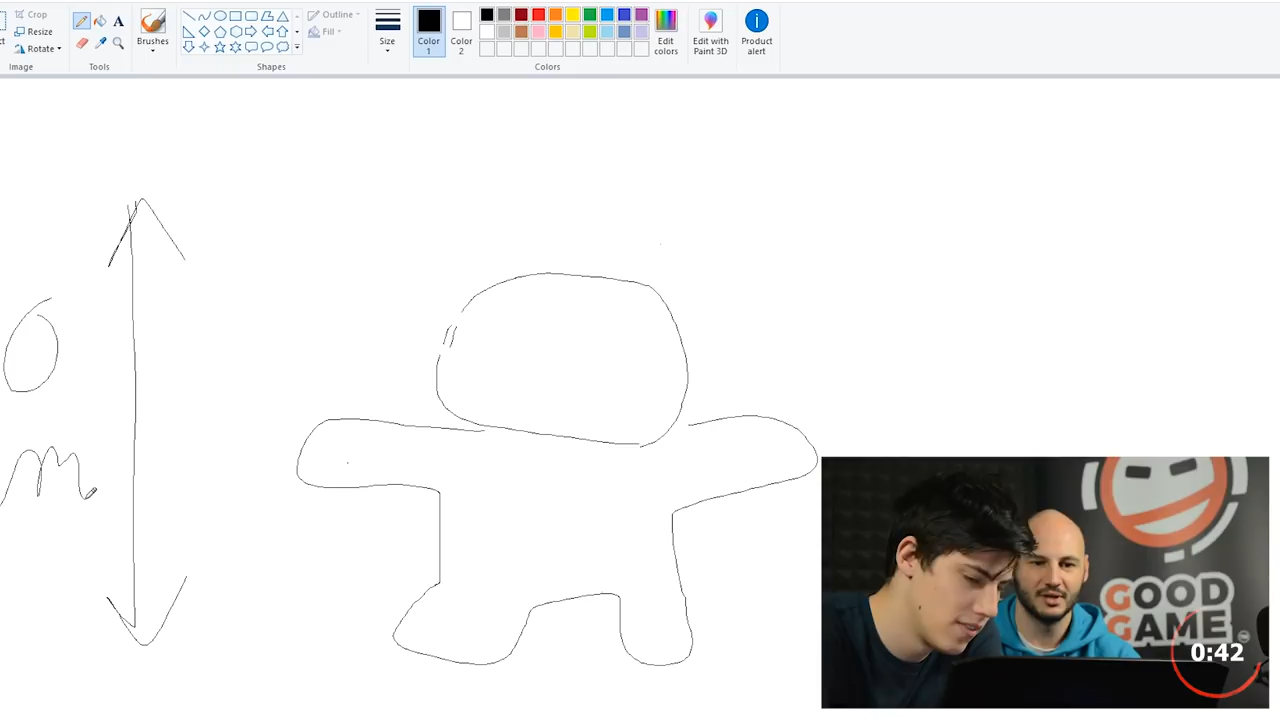 Crop
Resize
Rotate
Image
A
Tools
Brushes
Outline
Fill
Shapes
Size
Color
1
Color
2
Edit
colors
Colors
Edit with
Paint 3D
Product
alert
0
m
GOOD
GAME
0:42